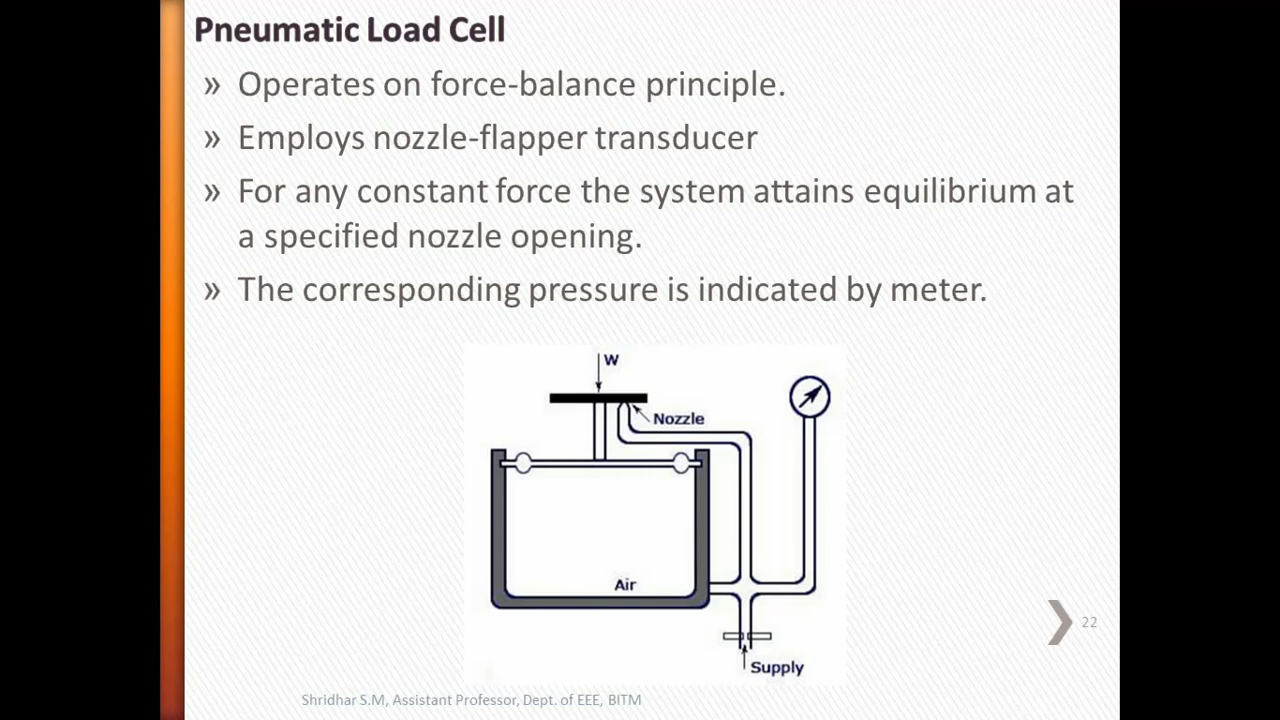 Pneumatic Load Cell
» Operates on force-balance principle.
» Employs nozzle-flapper transducer
» For any constant force the system attains equilibrium at
a specified nozzle opening.
» The corresponding pressure is indicated by meter.
W
Nozzle
Air
Supply
22
Shridhar S.M, Assistant Professor, Dept. of EEE, BITM